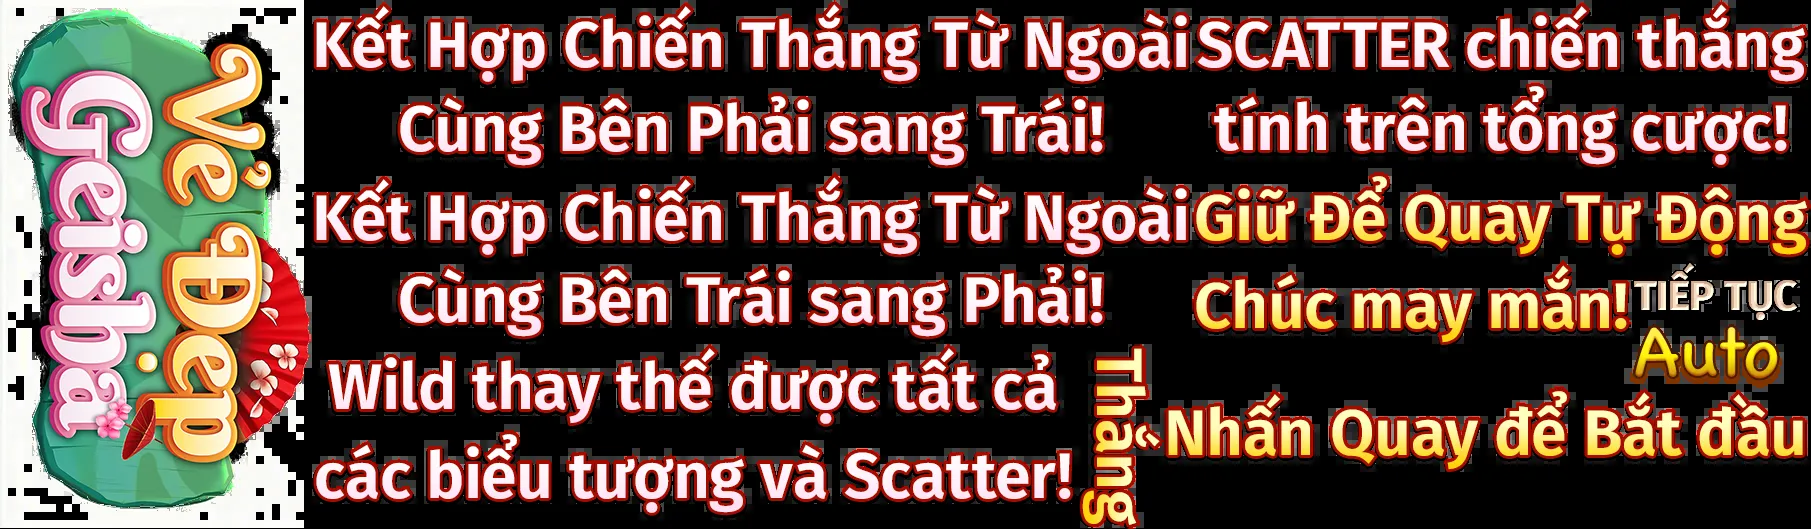 Vẻ Đẹp
Geisha
Kết Hợp Chiến Thắng Từ Ngoài
Cùng Bên Phải sang Trái!
Kết Hợp Chiến Thắng Từ Ngoài
Cùng Bên Trái sang Phải!
Wild thay thế được tất cả
các biểu tượng và Scatter!
Thắng
SCATTER chiến thắng
tính trên tổng cược!
Giữ Để Quay Tự Động
Chúc may mắn!
TIẾP TỤC
Auto
Nhấn Quay để Bắt đầu